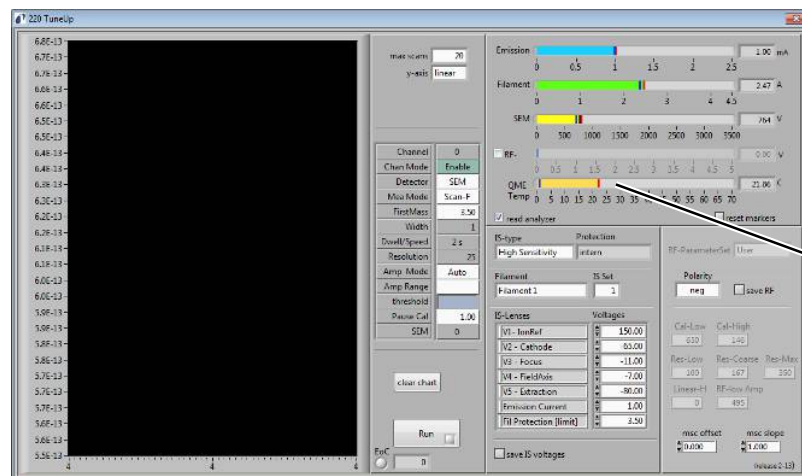 220 TuneUp
6.8E-13
6.7E-13
6.7E-13
6.6E-13
6.6E-13
6.5E-13
6.5E-13
6.4E-13
6.4E-13
6.3E-13
6.3E-13
6.2E-13
6.2E-13
6.1E-13
6.1E-13
6.0E-13
6.0E-13
5.9E-13
5.9E-13
5.8E-13
5.8E-13
5.7E-13
5.7E-13
5.6E-13
5.6E-13
5.5E-13
4 4 4
max scans 20
y-axis linear
Channel 0
Chan Mode Enable
Detector SEM
Mea Mode Scan-F
FirstMass 3.50
Width 1
Dwell/Speed 2 s
Resolution 25
Amp Mode Auto
Amp Range
threshold
Pause Cal 1.00
SEM 0
clear chart
Run
EoC 0
Emission 1.00 mA
0 0.5 1 1.5 2 2.5
Filament 2.47 A
0 1 2 3 4 4.5
SEM 764 V
0 500 1000 1500 2000 2500 3000 3500
RF- 0.00 V
0 0.5 1 1.5 2 2.5 3 3.5 4 4.5 5
QME Temp 21.06 C
0 5 10 15 20 25 30 35 40 45 50 55 60 65 70
read analyzer reset markers
IS-type Protection
High Sensitivity intern
Filament IS Set
Filament 1 1
IS-Lenses Voltages
V1 - IonRef 150.00
V2 - Cathode -65.00
V3 - Focus -11.00
V4 - FieldAxis -7.00
V5 - Extraction -80.00
Emission Current 1.00
Fil Protection [limit] 3.50
save IS voltages
RF-ParameterSet User
Polarity
neg save RF
Cal-Low Cal-High
630 146
Res-Low Res-Coarse Res-Max
100 167 350
Linear-H RF-low Amp
0 495
msc offset msc slope
0.000 1.000
(release 2-13)